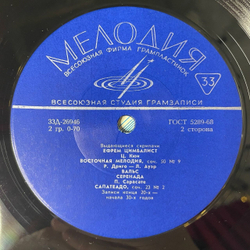 МЕЛОДИЯ
ВСЕСОЮЗНАЯ ФИРМА ГРАМПЛАСТИНОК
33
ВСЕСОЮЗНАЯ СТУДИЯ ГРАМЗАПИСИ
33Д-26946
ГОСТ 5289-68
2 гр. 0-70
2 сторона
Выдающиеся скрипачи
ЕФРЕМ ЦИМБАЛИСТ
Ц. Кюи
ВОСТОЧНАЯ МЕЛОДИЯ, соч. 50 № 9
Р. Дриго — Л. Ауэр
ВАЛЬС
СЕРЕНАДА
П. Сарасате
САПАТЕАДО, соч. 23 № 2
Записи конца 20-х —
начала 30-х годов